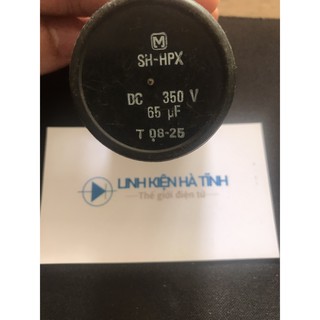 M
SH-HPX
DC 350 V
65 µF
T 08-25
LINH KIỆN HÀ TĨNH
Thế giới điện tử